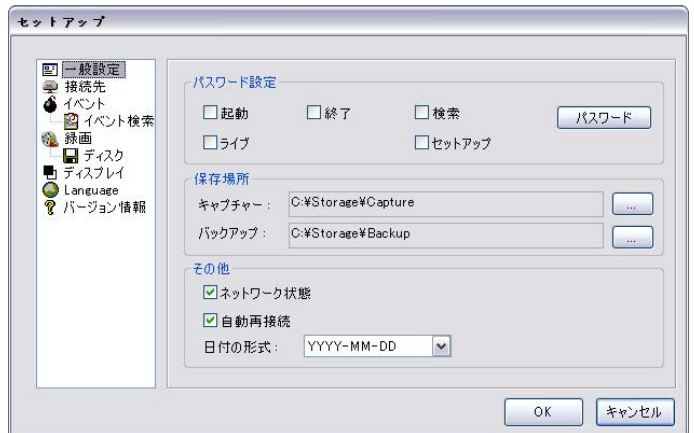 セットアップ
一般設定
接続先
イベント
イベント検索
録画
ディスク
ディスプレイ
Language
バージョン情報
パスワード設定
起動
終了
検索
パスワード
ライブ
セットアップ
保存場所
キャプチャー：
C:¥Storage¥Capture
...
バックアップ：
C:¥Storage¥Backup
...
その他
ネットワーク状態
自動再接続
日付の形式：
YYYY-MM-DD
OK
キャンセル